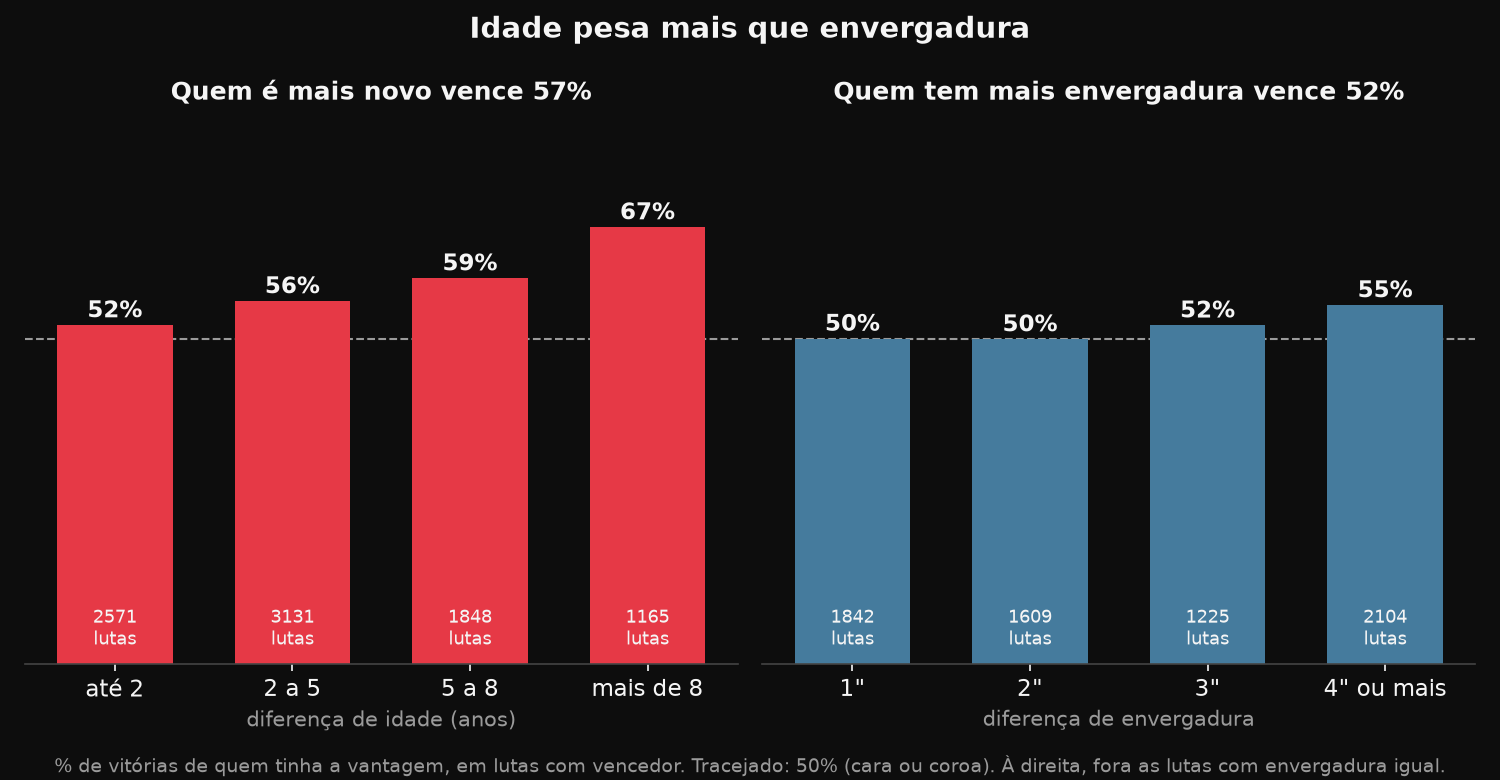 Idade pesa mais que envergadura
Quem é mais novo vence 57%
52%
56%
59%
67%
2571
lutas
3131
lutas
1848
lutas
1165
lutas
até 2
2 a 5
5 a 8
mais de 8
diferença de idade (anos)
Quem tem mais envergadura vence 52%
50%
50%
52%
55%
1842
lutas
1609
lutas
1225
lutas
2104
lutas
1"
2"
3"
4" ou mais
diferença de envergadura
% de vitórias de quem tinha a vantagem, em lutas com vencedor. Tracejado: 50% (cara ou coroa). À direita, fora as lutas com envergadura igual.